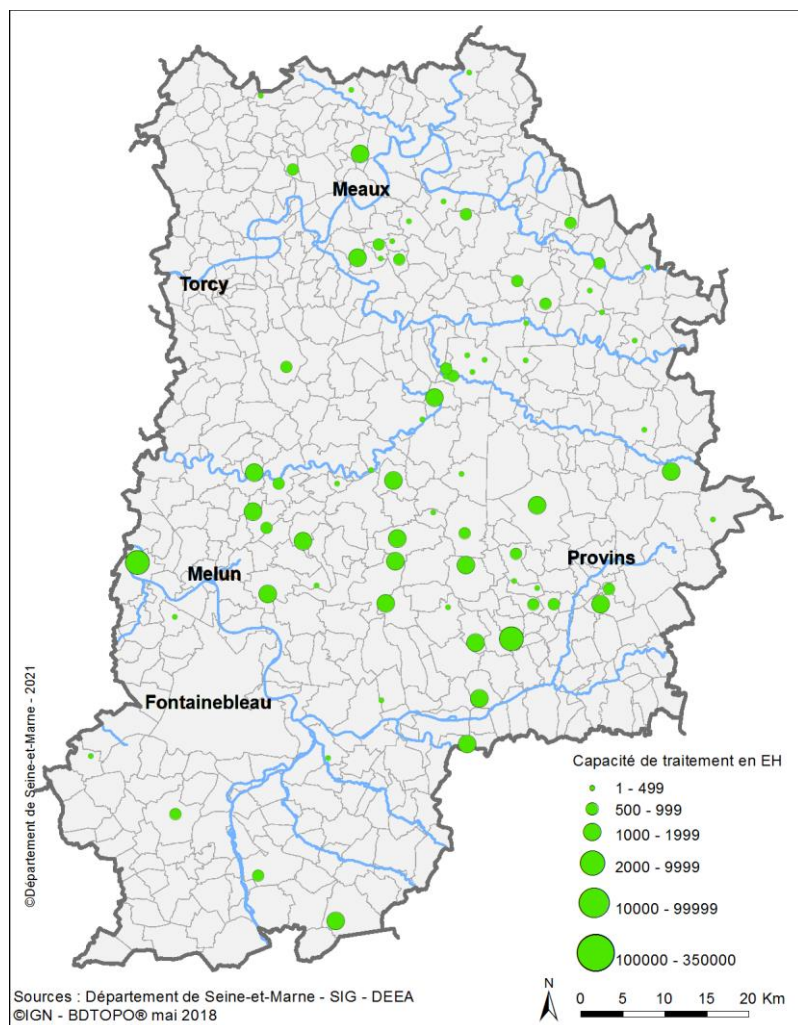 Meaux
Torcy
Provins
Melun
Fontainebleau
©Département de Seine-et-Marne - 2021
Capacité de traitement en EH
1 - 499
500 - 999
1000 - 1999
2000 - 9999
10000 - 99999
100000 - 350000
Sources : Département de Seine-et-Marne - SIG - DEEA
©IGN - BDTOPO® mai 2018
N
0 5 10 15 20 Km